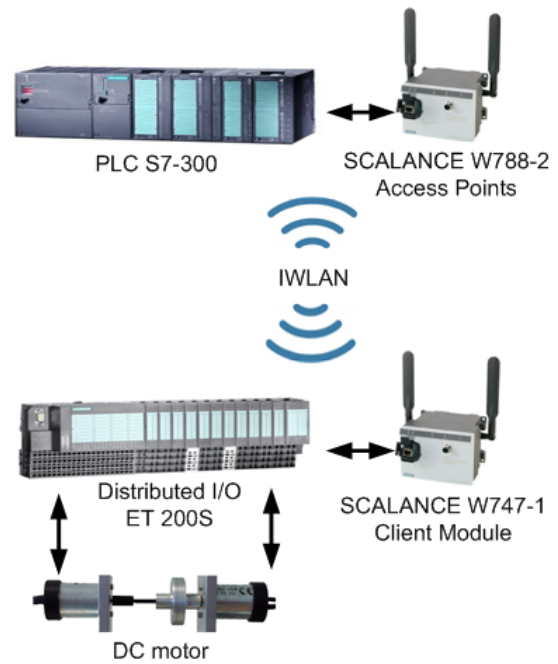 PLC S7-300
SCALANCE W788-2
Access Points
IWLAN
Distributed I/O
ET 200S
SCALANCE W747-1
Client Module
DC motor